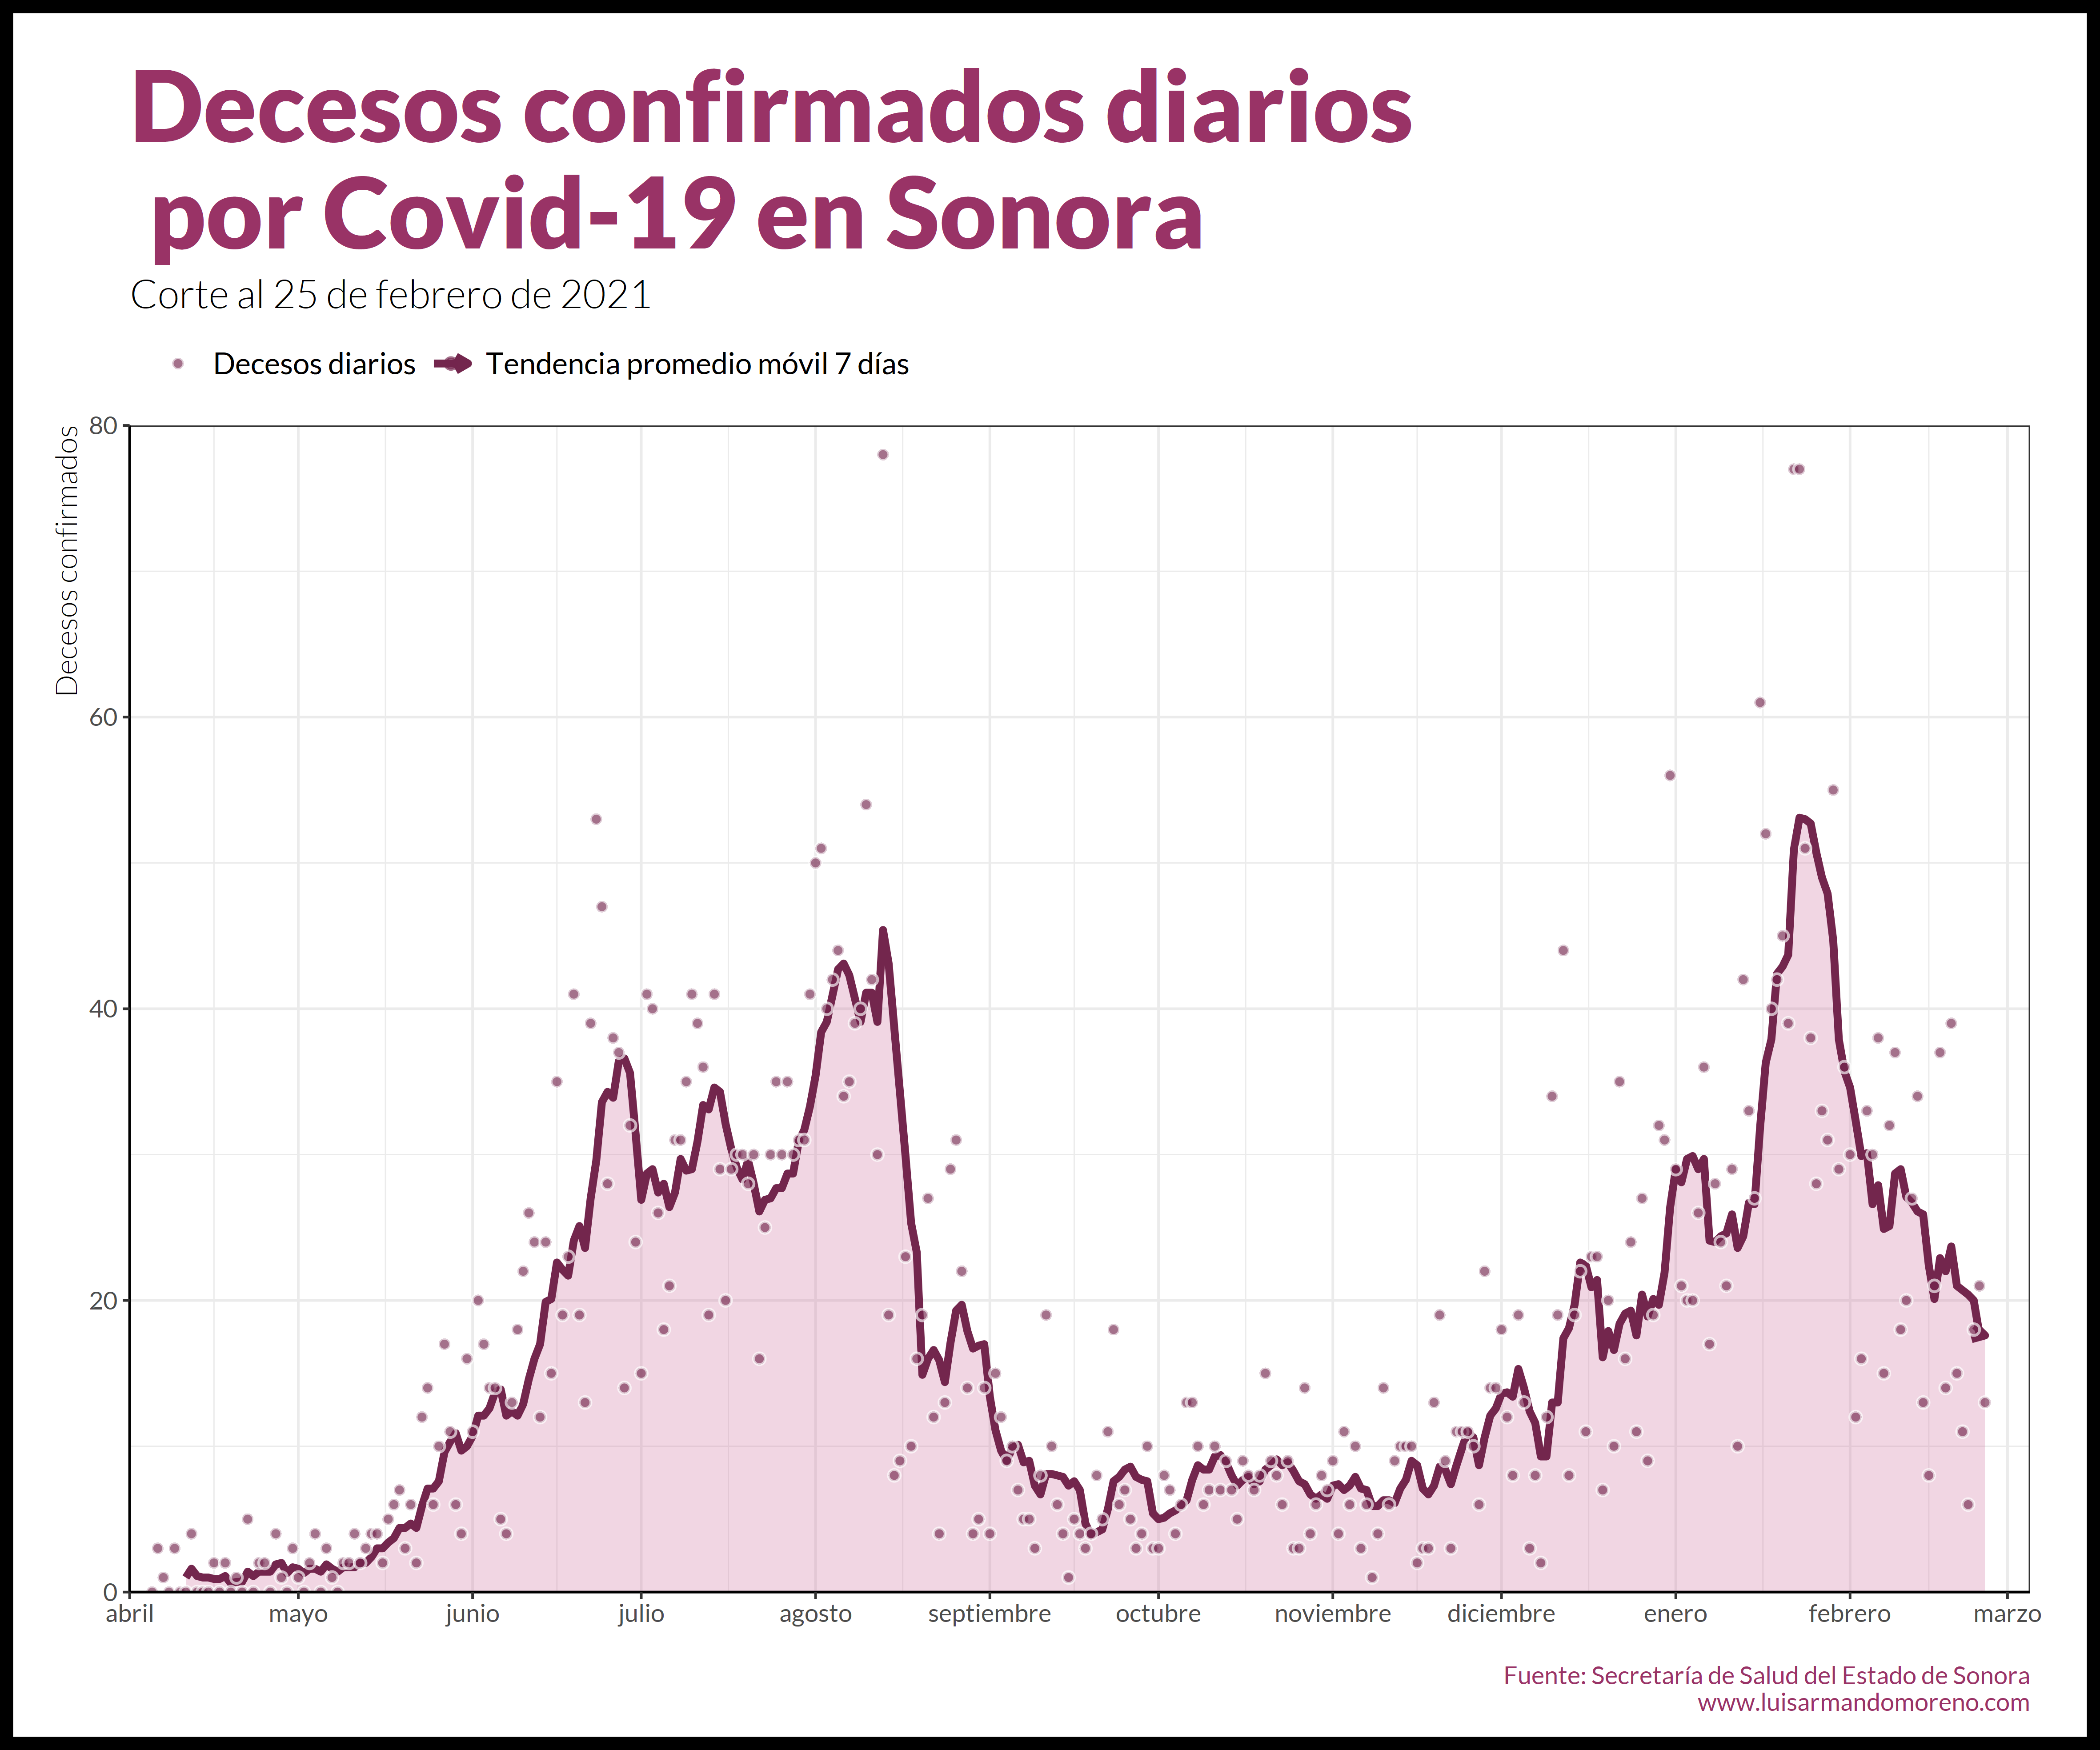 Decesos confirmados diarios
por Covid-19 en Sonora
Corte al 25 de febrero de 2021
Decesos diarios Tendencia promedio móvil 7 días
Decesos confirmados
80
60
40
20
0
abril mayo junio julio agosto septiembre octubre noviembre diciembre enero febrero marzo
Fuente: Secretaría de Salud del Estado de Sonora
www.luisarmandomoreno.com